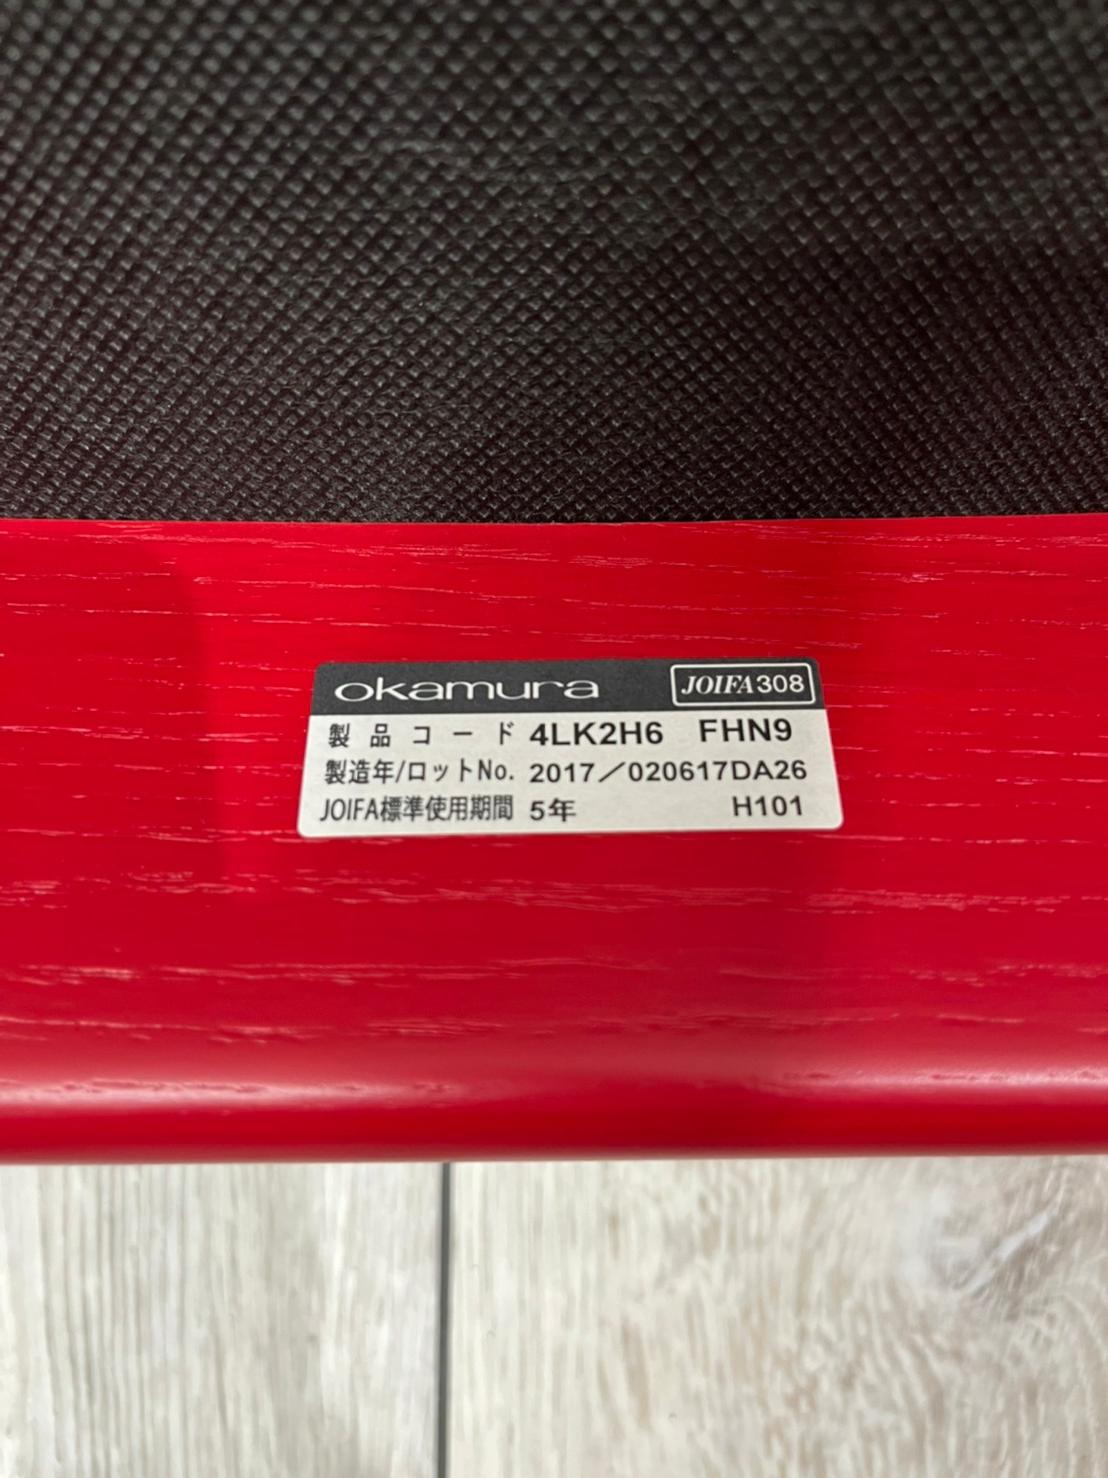 okamura JOIFA308
製品コード 4LK2H6 FHN9
製造年/ロットNo. 2017／020617DA26
JOIFA標準使用期間 5年 H101